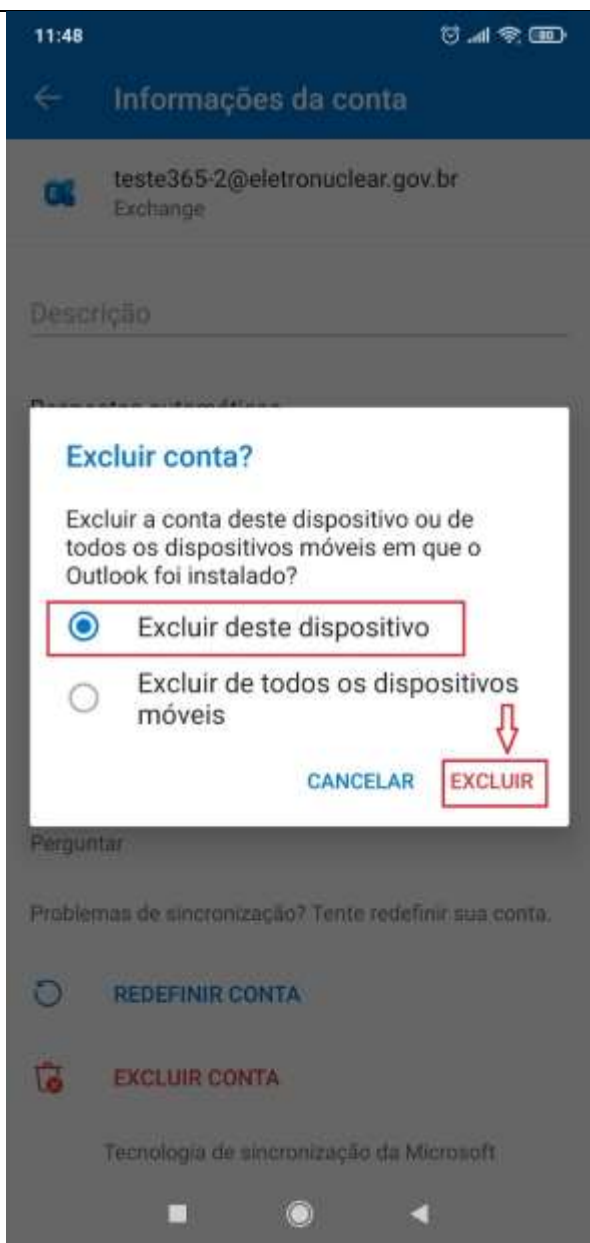 11:48
80
Informações da conta
teste365-2@eletronuclear.gov.br
Exchange
Descrição
Respostas automáticas
Excluir conta?
Excluir a conta deste dispositivo ou de
todos os dispositivos móveis em que o
Outlook foi instalado?
Excluir deste dispositivo
Excluir de todos os dispositivos
móveis
CANCELAR EXCLUIR
Perguntar
Problemas de sincronização? Tente redefinir sua conta.
REDEFINIR CONTA
EXCLUIR CONTA
Tecnologia de sincronização da Microsoft